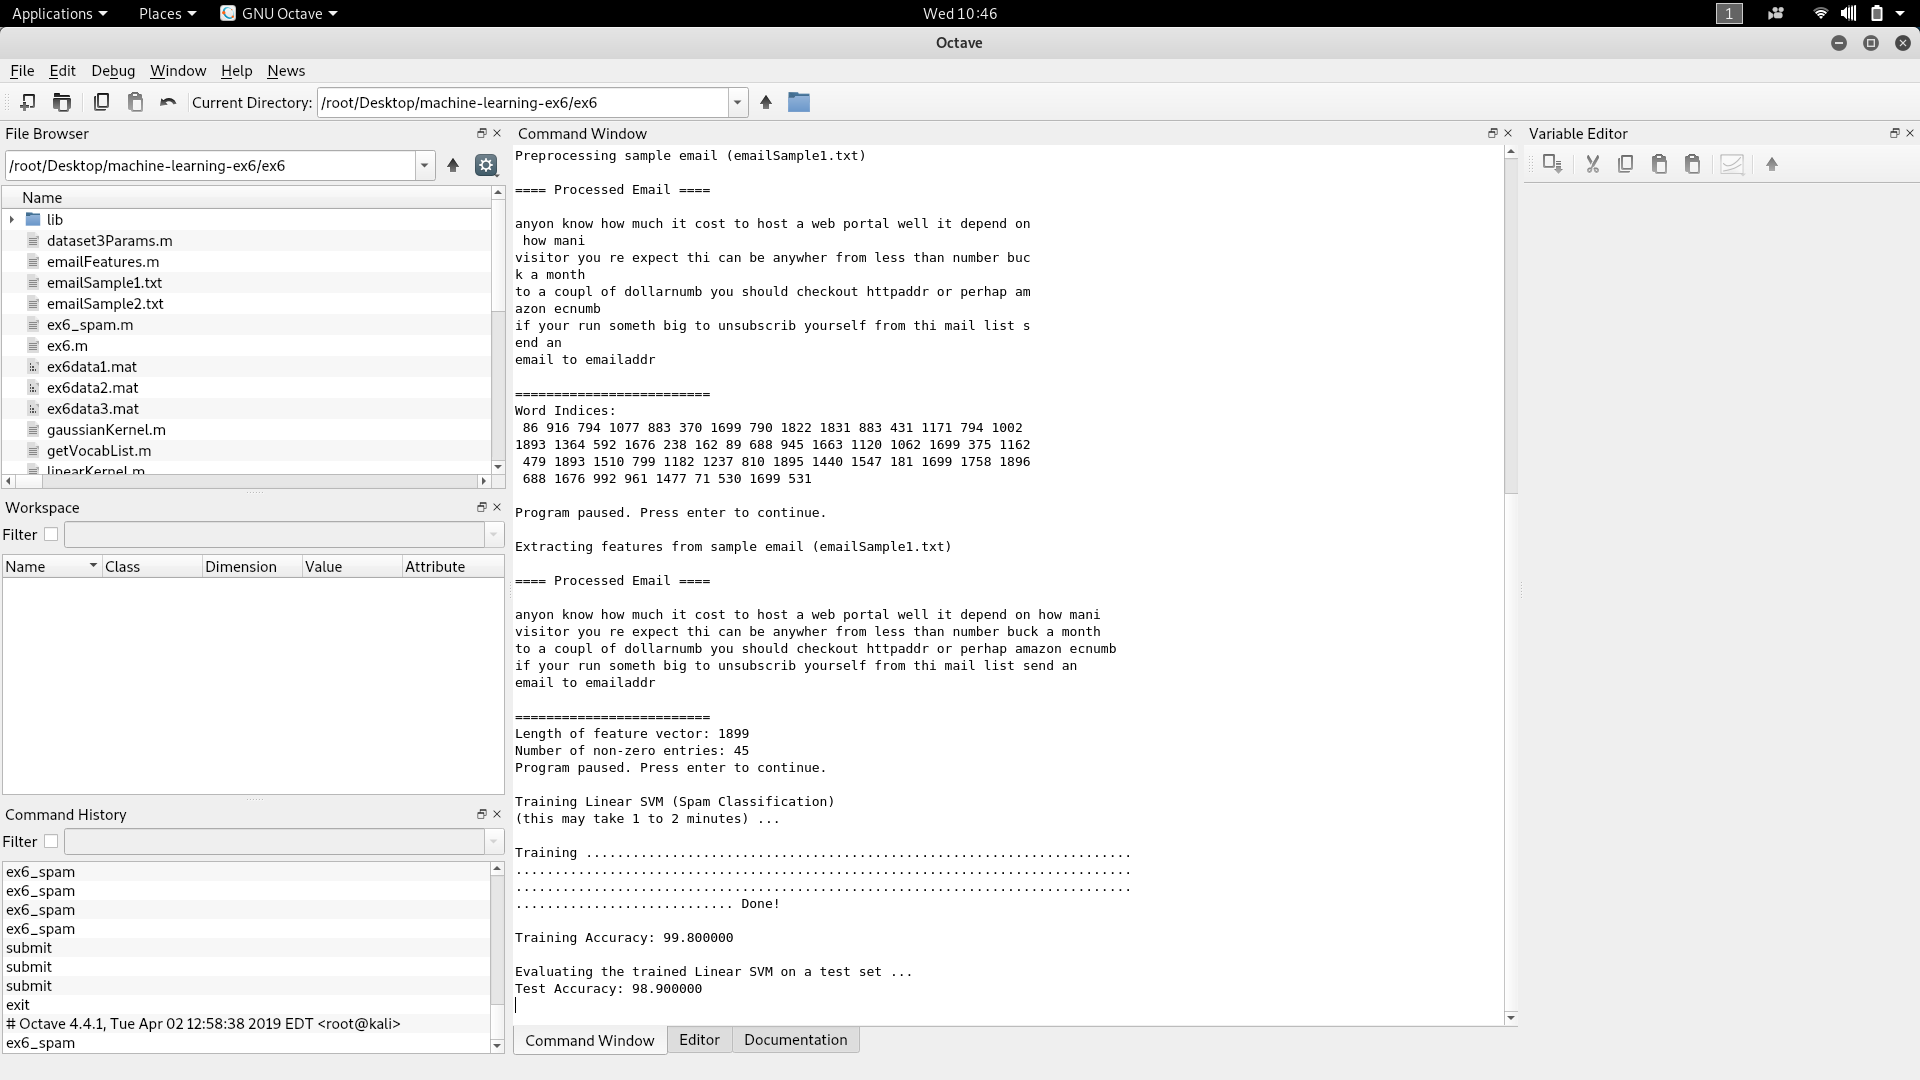 Applications Places GNU Octave Wed 10:46 1
Octave
File Edit Debug Window Help News
Current Directory: /root/Desktop/machine-learning-ex6/ex6
File Browser
/root/Desktop/machine-learning-ex6/ex6
Name
lib
dataset3Params.m
emailFeatures.m
emailSample1.txt
emailSample2.txt
ex6_spam.m
ex6.m
ex6data1.mat
ex6data2.mat
ex6data3.mat
gaussianKernel.m
getVocabList.m
linearKernel.m
Workspace
Filter
Name Class Dimension Value Attribute
Command History
Filter
ex6_spam
ex6_spam
ex6_spam
ex6_spam
submit
submit
submit
exit
# Octave 4.4.1, Tue Apr 02 12:58:38 2019 EDT <root@kali>
ex6_spam
Command Window
Preprocessing sample email (emailSample1.txt)
==== Processed Email ====
anyon know how much it cost to host a web portal well it depend on
how mani
visitor you re expect thi can be anywher from less than number buc
k a month
to a coupl of dollarnumb you should checkout httpaddr or perhap am
azon ecnumb
if your run someth big to unsubscrib yourself from thi mail list s
end an
email to emailaddr
=========================
Word Indices:
86 916 794 1077 883 370 1699 790 1822 1831 883 431 1171 794 1002
1893 1364 592 1676 238 162 89 688 945 1663 1120 1062 1699 375 1162
479 1893 1510 799 1182 1237 810 1895 1440 1547 181 1699 1758 1896
688 1676 992 961 1477 71 530 1699 531
Program paused. Press enter to continue.
Extracting features from sample email (emailSample1.txt)
==== Processed Email ====
anyon know how much it cost to host a web portal well it depend on how mani
visitor you re expect thi can be anywher from less than number buck a month
to a coupl of dollarnumb you should checkout httpaddr or perhap amazon ecnumb
if your run someth big to unsubscrib yourself from thi mail list send an
email to emailaddr
=========================
Length of feature vector: 1899
Number of non-zero entries: 45
Program paused. Press enter to continue.
Training Linear SVM (Spam Classification)
(this may take 1 to 2 minutes) ...
Training ......................................................................
...............................................................................
...............................................................................
............................ Done!
Training Accuracy: 99.800000
Evaluating the trained Linear SVM on a test set ...
Test Accuracy: 98.900000
Command Window Editor Documentation
Variable Editor